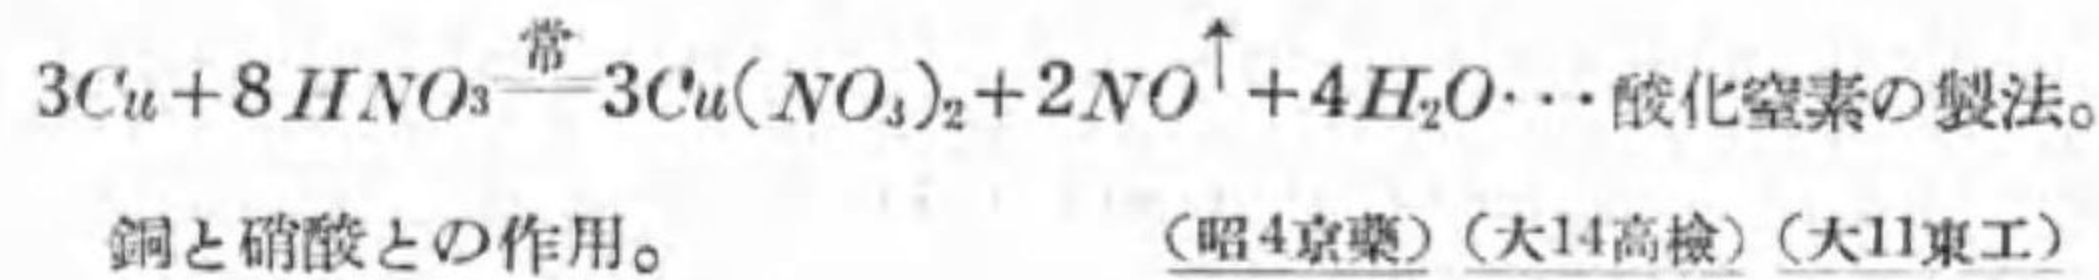 3Cu+8HNO₃ 常= 3Cu(NO₃)₂+2NO↑+4H₂O…酸化窒素の製法。
銅と硝酸との作用。 (昭4京藥) (大14高檢) (大11東工)